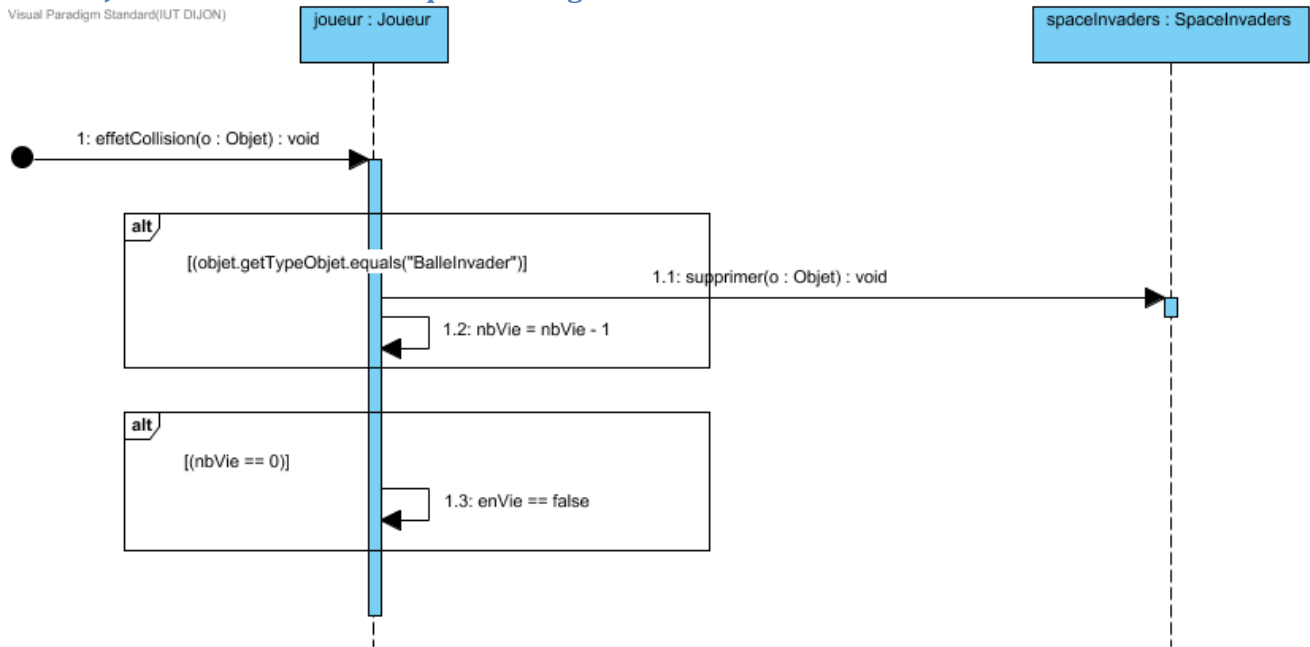 Visual Paradigm Standard(IUT DIJON)
joueur : Joueur
spaceInvaders : SpaceInvaders
1: effetCollision(o : Objet) : void
alt
[(objet.getTypeObjet.equals("BalleInvader")]
1.1: supprimer(o : Objet) : void
1.2: nbVie = nbVie - 1
alt
[(nbVie == 0)]
1.3: enVie == false